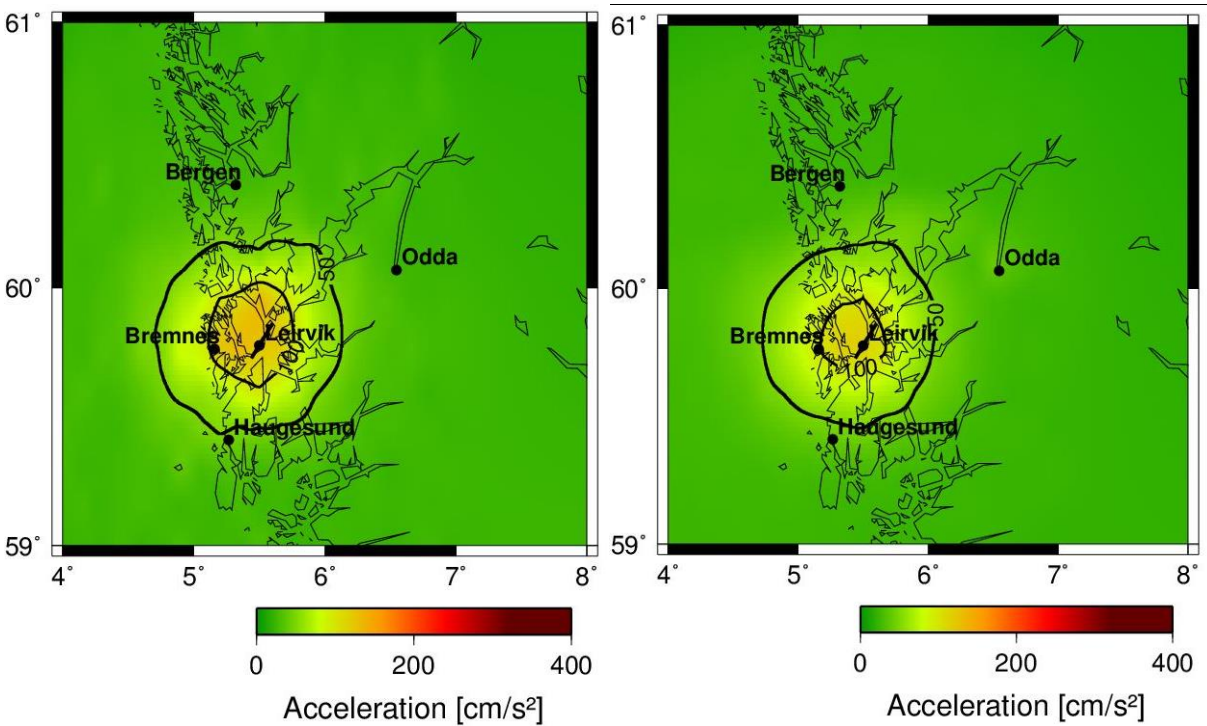 61°
60°
59°
Bergen
Odda
50
Bremnes
Leirvik
100
Haugesund
4° 5° 6° 7° 8°
0 200 400
Acceleration [cm/s²]
61°
60°
59°
Bergen
Odda
50
Bremnes
Leirvik
100
Haugesund
4° 5° 6° 7° 8°
0 200 400
Acceleration [cm/s²]